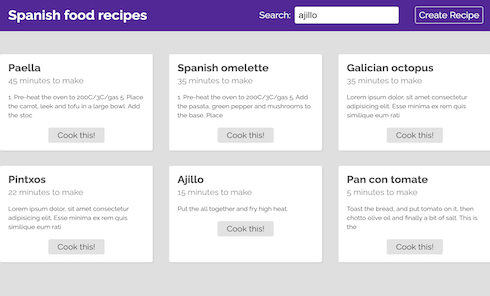 Spanish food recipes
Search: ajillo
Create Recipe
Paella
45 minutes to make
1. Pre-heat the oven to 200C/3C/gas 5. Place
the carrot, leek and tofu in a large bowl. Add
the stoc
Cook this!
Spanish omelette
35 minutes to make
1. Pre-heat the oven to 200C/3C/gas 5. Add
the pasata, green pepper and mushrooms to
the base. Place
Cook this!
Galician octopus
35 minutes to make
Lorem ipsum dolor, sit amet consectetur
adipisicing elit. Esse ex nam eum quis
similique eum rati
Cook this!
Pintxos
22 minutes to make
Lorem ipsum dolor, sit amet consectetur
adipisicing elit. Esse ex nam eum quis
similique eum rati
Cook this!
Ajillo
15 minutes to make
Put the all together and fry high heat.
Cook this!
Pan con tomate
5 minutes to make
Toast the bread, and put tomato on it, then
chotto olive oil and finally a bit of salt. This is
the
Cook this!